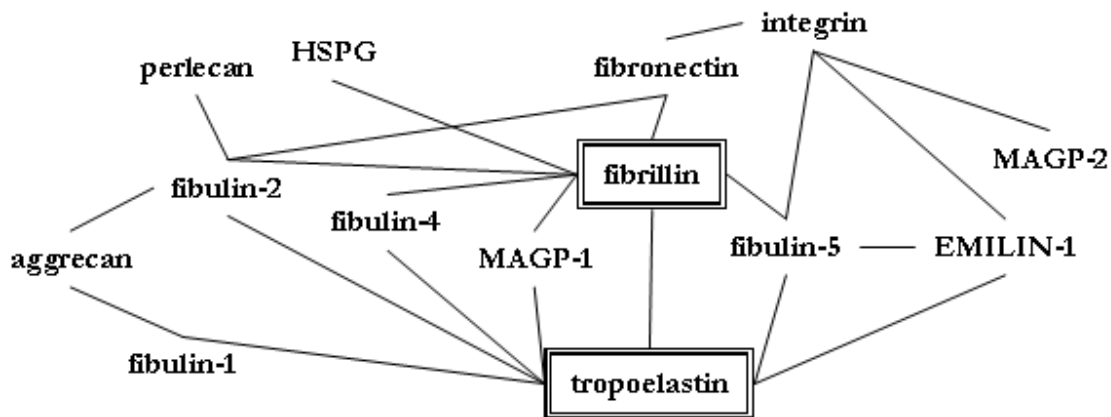 integrin
HSPG
perlecan
fibronectin
MAGP-2
fibrillin
fibulin-2
fibulin-4
fibulin-5
EMILIN-1
MAGP-1
aggrecan
fibulin-1
tropoelastin